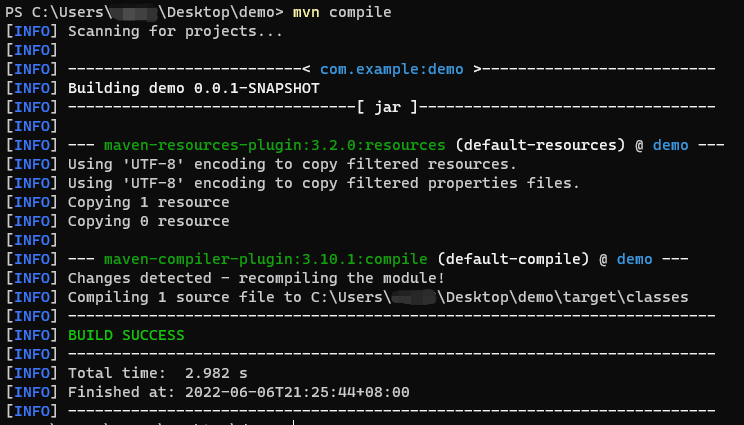 PS C:\Users\ \Desktop\demo> mvn compile
[INFO] Scanning for projects...
[INFO]
[INFO] --------------------------< com.example:demo >--------------------------
[INFO] Building demo 0.0.1-SNAPSHOT
[INFO] --------------------------------[ jar ]---------------------------------
[INFO]
[INFO] --- maven-resources-plugin:3.2.0:resources (default-resources) @ demo ---
[INFO] Using 'UTF-8' encoding to copy filtered resources.
[INFO] Using 'UTF-8' encoding to copy filtered properties files.
[INFO] Copying 1 resource
[INFO] Copying 0 resource
[INFO]
[INFO] --- maven-compiler-plugin:3.10.1:compile (default-compile) @ demo ---
[INFO] Changes detected - recompiling the module!
[INFO] Compiling 1 source file to C:\Users\ \Desktop\demo\target\classes
[INFO] ------------------------------------------------------------------------
[INFO] BUILD SUCCESS
[INFO] ------------------------------------------------------------------------
[INFO] Total time:  2.982 s
[INFO] Finished at: 2022-06-06T21:25:44+08:00
[INFO] ------------------------------------------------------------------------